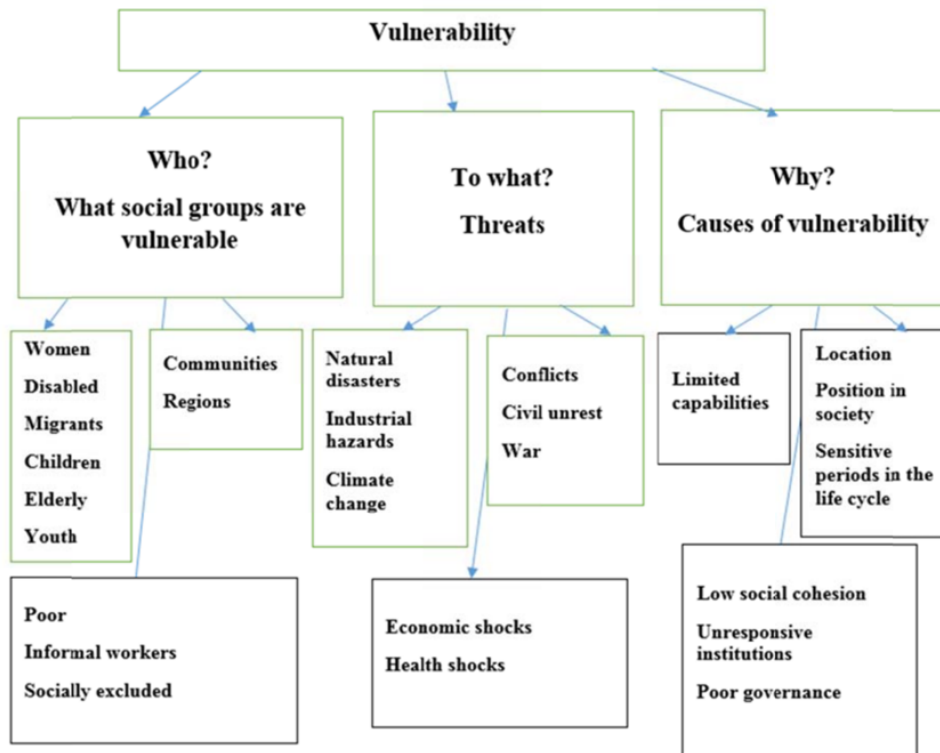 Vulnerability
Who?
What social groups are
vulnerable
To what?
Threats
Why?
Causes of vulnerability
Women
Disabled
Migrants
Children
Elderly
Youth
Communities
Regions
Natural
disasters
Industrial
hazards
Climate
change
Conflicts
Civil unrest
War
Limited
capabilities
Location
Position in
society
Sensitive
periods in the
life cycle
Poor
Informal workers
Socially excluded
Economic shocks
Health shocks
Low social cohesion
Unresponsive
institutions
Poor governance